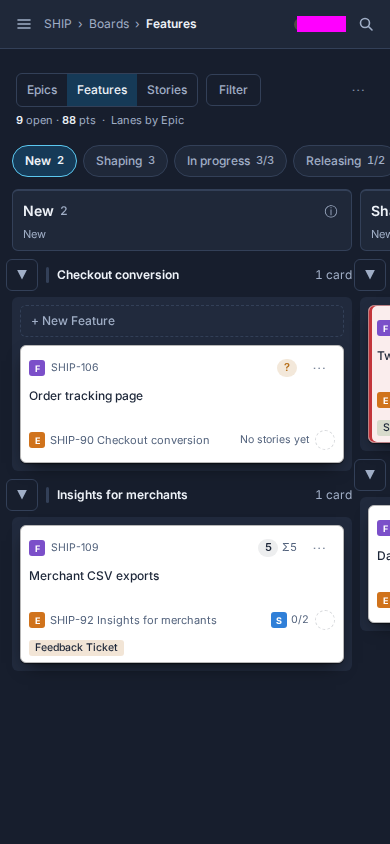 SHIP › Boards › Features
Epics Features Stories Filter ...
9 open · 88 pts · Lanes by Epic
New 2 Shaping 3 In progress 3/3 Releasing 1/2
New 2
New
Checkout conversion 1 card
+ New Feature
F SHIP-106 ? ...
Order tracking page
E SHIP-90 Checkout conversion No stories yet
Insights for merchants 1 card
F SHIP-109 5 Σ5 ...
Merchant CSV exports
E SHIP-92 Insights for merchants S 0/2
Feedback Ticket
F
E
F
E